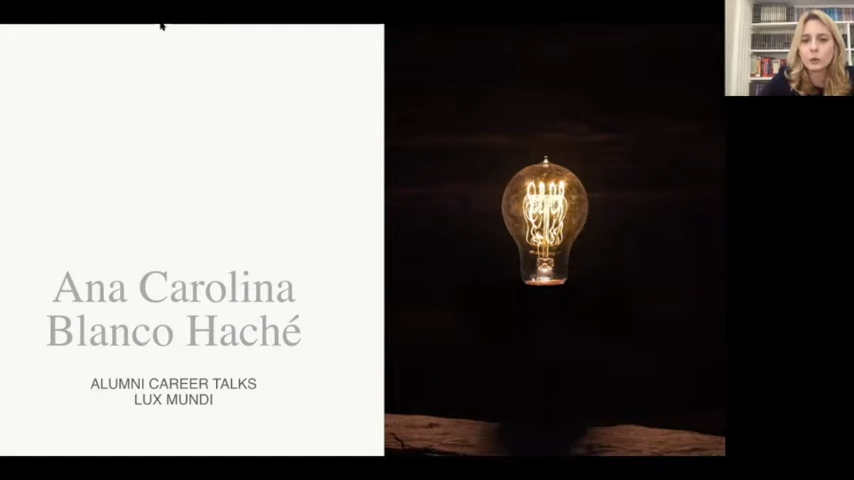 Ana Carolina
Blanco Haché
ALUMNI CAREER TALKS
LUX MUNDI